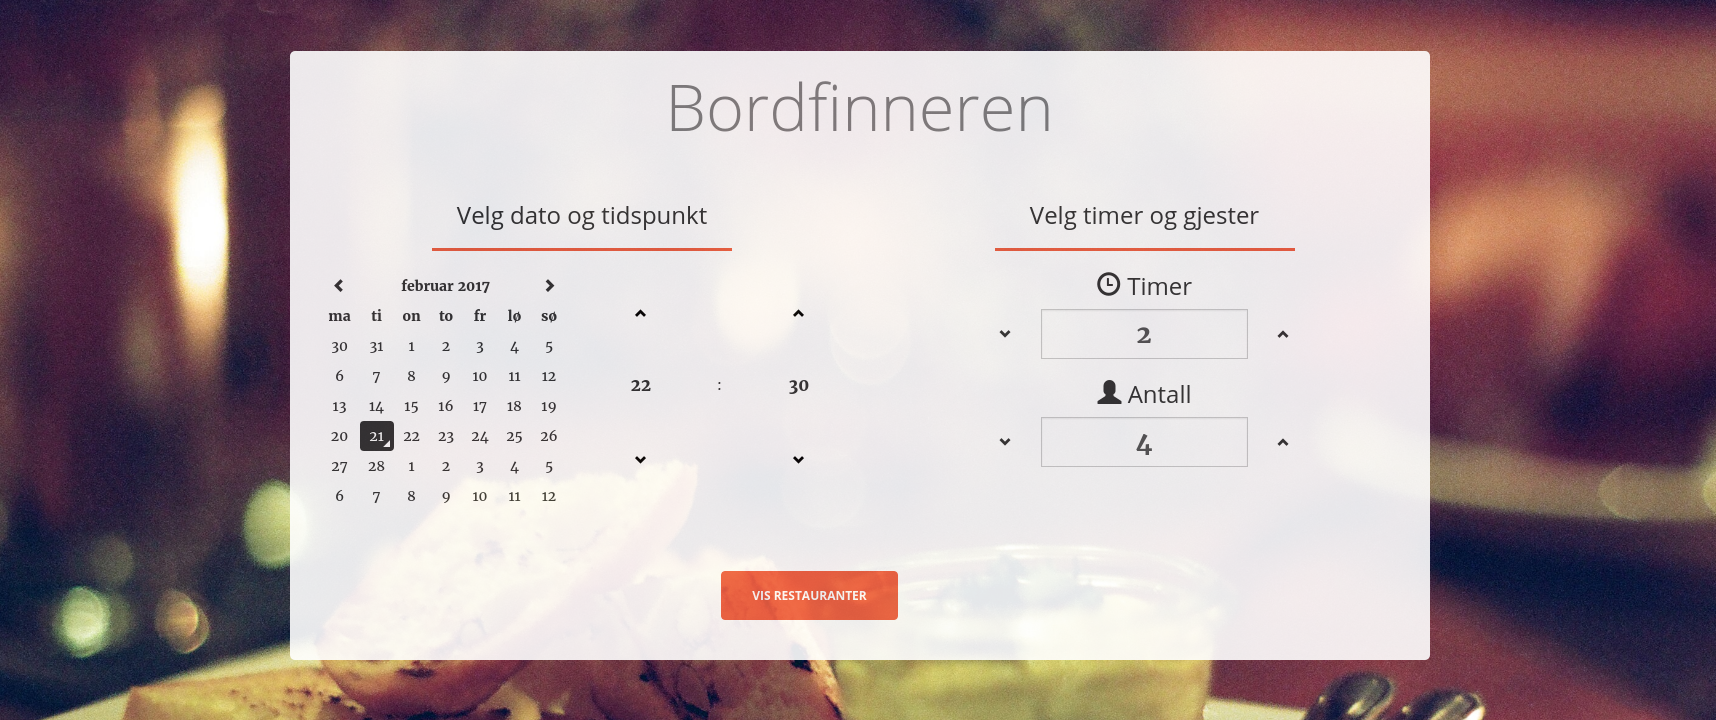 Bordfinneren
Velg dato og tidspunkt
februar 2017
ma ti on to fr lø sø
30 31 1 2 3 4 5
6 7 8 9 10 11 12
13 14 15 16 17 18 19
20 21 22 23 24 25 26
27 28 1 2 3 4 5
6 7 8 9 10 11 12
22 : 30
Velg timer og gjester
Timer
2
Antall
4
VIS RESTAURANTER